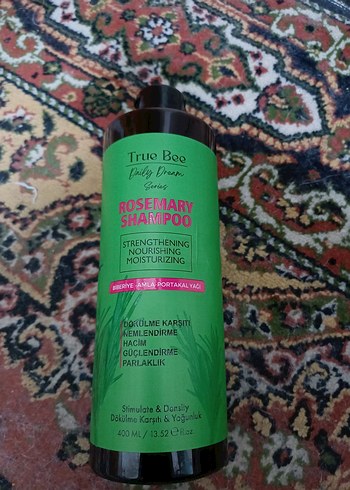 True Bee
Daily Dream
Series
ROSEMARY
SHAMPOO
STRENGTHENING
NOURISHING
MOISTURIZING
BİBERİYE -AMLA-PORTAKAL YAĞI
DÖKÜLME KARŞITI
NEMLENDİRME
HACİM
GÜÇLENDİRME
PARLAKLIK
Stimulate & Density
Dökülme Karşıtı & Yoğunluk
400 ML / 13.52 fl.oz.